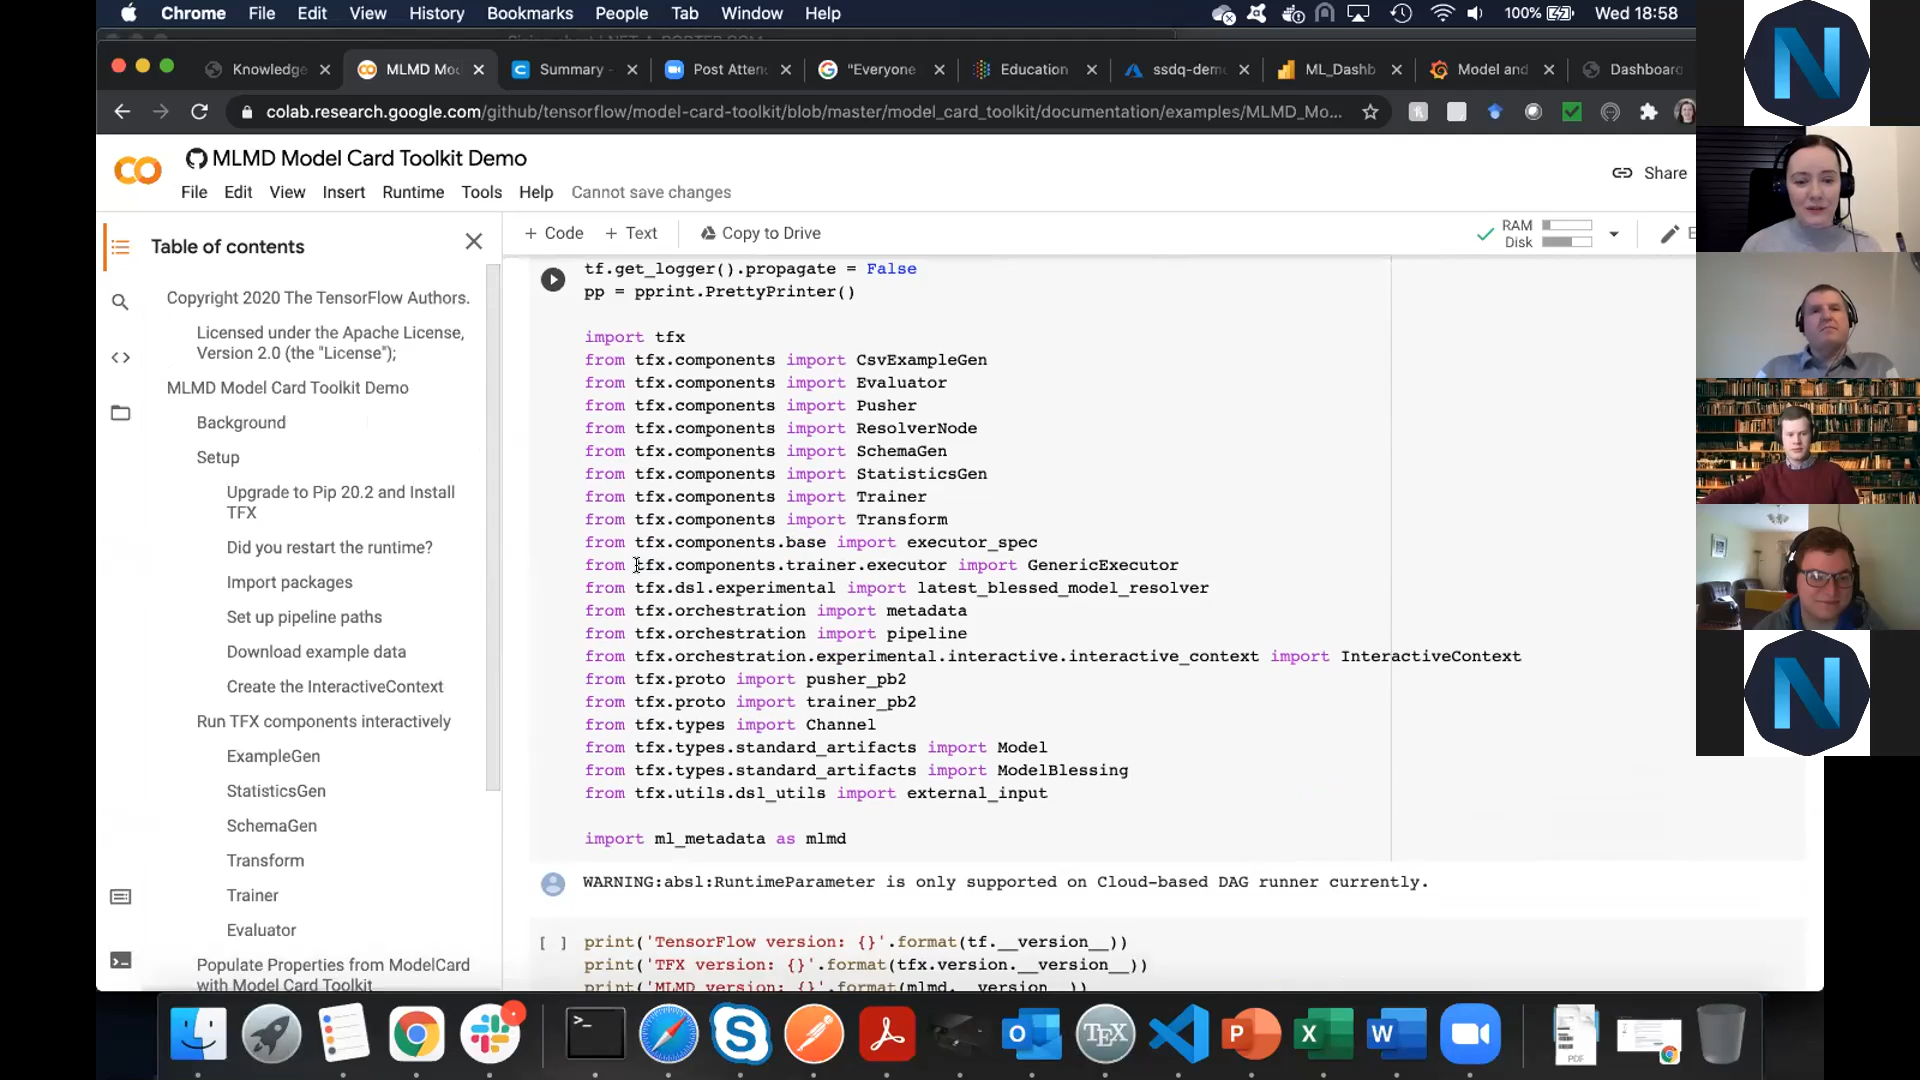 Chrome File Edit View History Bookmarks People Tab Window Help
100% Wed 18:58
Knowledge
MLMD Mo
Summary -
Post Atten
"Everyone
Education
ssdq-dem
ML_Dashb
Model and
Dashboard
colab.research.google.com/github/tensorflow/model-card-toolkit/blob/master/model_card_toolkit/documentation/examples/MLMD_Mo...
MLMD Model Card Toolkit Demo
File Edit View Insert Runtime Tools Help Cannot save changes
Share
Table of contents
Copyright 2020 The TensorFlow Authors.
Licensed under the Apache License,
Version 2.0 (the "License");
MLMD Model Card Toolkit Demo
Background
Setup
Upgrade to Pip 20.2 and Install
TFX
Did you restart the runtime?
Import packages
Set up pipeline paths
Download example data
Create the InteractiveContext
Run TFX components interactively
ExampleGen
StatisticsGen
SchemaGen
Transform
Trainer
Evaluator
Populate Properties from ModelCard
with Model Card Toolkit
+ Code + Text Copy to Drive
RAM
Disk
E
tf.get_logger().propagate = False
pp = pprint.PrettyPrinter()
import tfx
from tfx.components import CsvExampleGen
from tfx.components import Evaluator
from tfx.components import Pusher
from tfx.components import ResolverNode
from tfx.components import SchemaGen
from tfx.components import StatisticsGen
from tfx.components import Trainer
from tfx.components import Transform
from tfx.components.base import executor_spec
from tfx.components.trainer.executor import GenericExecutor
from tfx.dsl.experimental import latest_blessed_model_resolver
from tfx.orchestration import metadata
from tfx.orchestration import pipeline
from tfx.orchestration.experimental.interactive.interactive_context import InteractiveContext
from tfx.proto import pusher_pb2
from tfx.proto import trainer_pb2
from tfx.types import Channel
from tfx.types.standard_artifacts import Model
from tfx.types.standard_artifacts import ModelBlessing
from tfx.utils.dsl_utils import external_input
import ml_metadata as mlmd
WARNING:absl:RuntimeParameter is only supported on Cloud-based DAG runner currently.
[ ] print('TensorFlow version: {}'.format(tf.__version__))
print('TFX version: {}'.format(tfx.version.__version__))
print('MLMD version: {}'.format(mlmd.__version__))
N
N
TEX
PDF